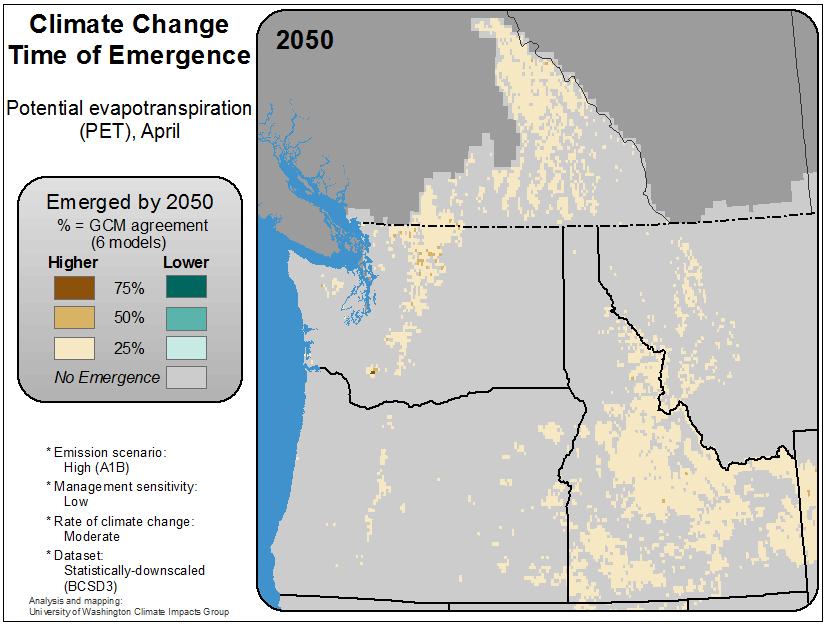 Climate Change
Time of Emergence
Potential evapotranspiration
(PET), April
Emerged by 2050
% = GCM agreement
(6 models)
Higher Lower
75%
50%
25%
No Emergence
* Emission scenario:
High (A1B)
* Management sensitivity:
Low
* Rate of climate change:
Moderate
* Dataset:
Statistically-downscaled
(BCSD3)
Analysis and mapping:
University of Washington Climate Impacts Group
2050